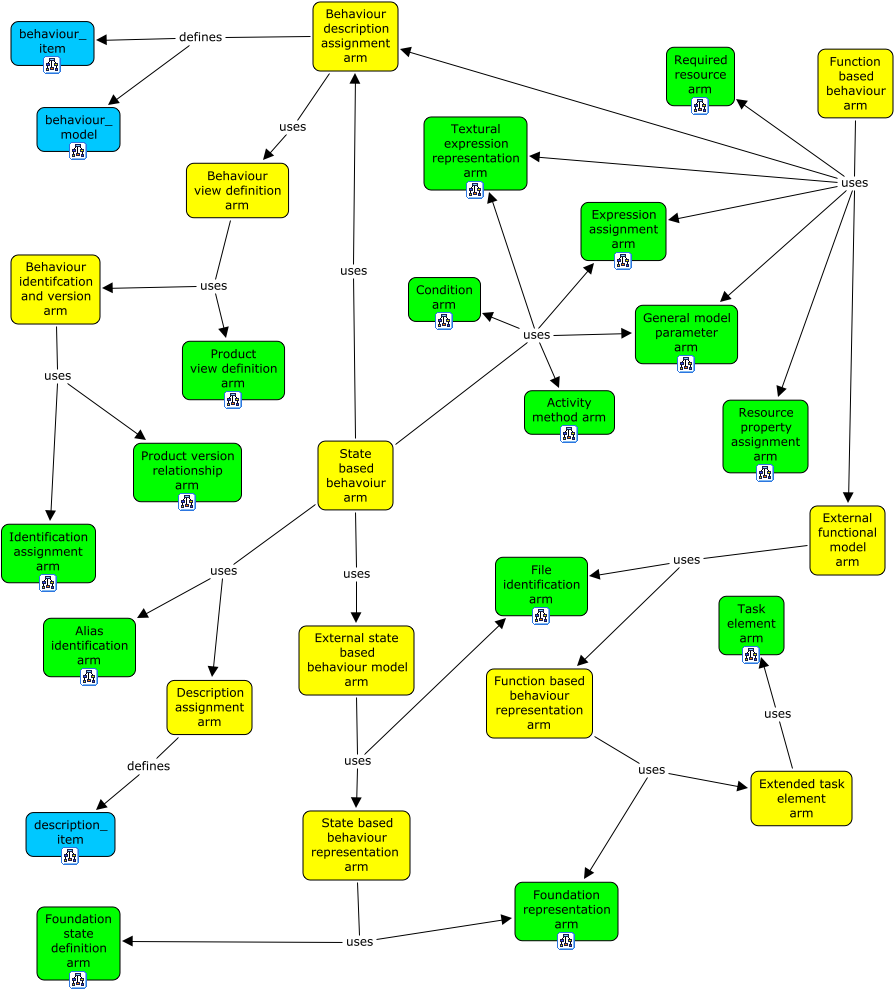 Behaviour
description
assignment
arm
behaviour_
item
defines
behaviour_
model
Required
resource
arm
Function
based
behaviour
arm
Textural
expression
representation
arm
uses
Behaviour
view definition
arm
uses
Expression
assignment
arm
Behaviour
identifcation
and version
arm
uses
uses
Condition
arm
uses
General model
parameter
arm
Product
view definition
arm
uses
Activity
method arm
Resource
property
assignment
arm
Product version
relationship
arm
State
based
behavoiur
arm
Identification
assignment
arm
External
functional
model
arm
uses
uses
uses
File
identification
arm
Task
element
arm
Alias
identification
arm
External state
based
behaviour model
arm
Description
assignment
arm
Function based
behaviour
representation
arm
uses
defines
uses
uses
Extended task
element
arm
description_
item
State based
behaviour
representation
arm
Foundation
representation
arm
Foundation
state
definition
arm
uses